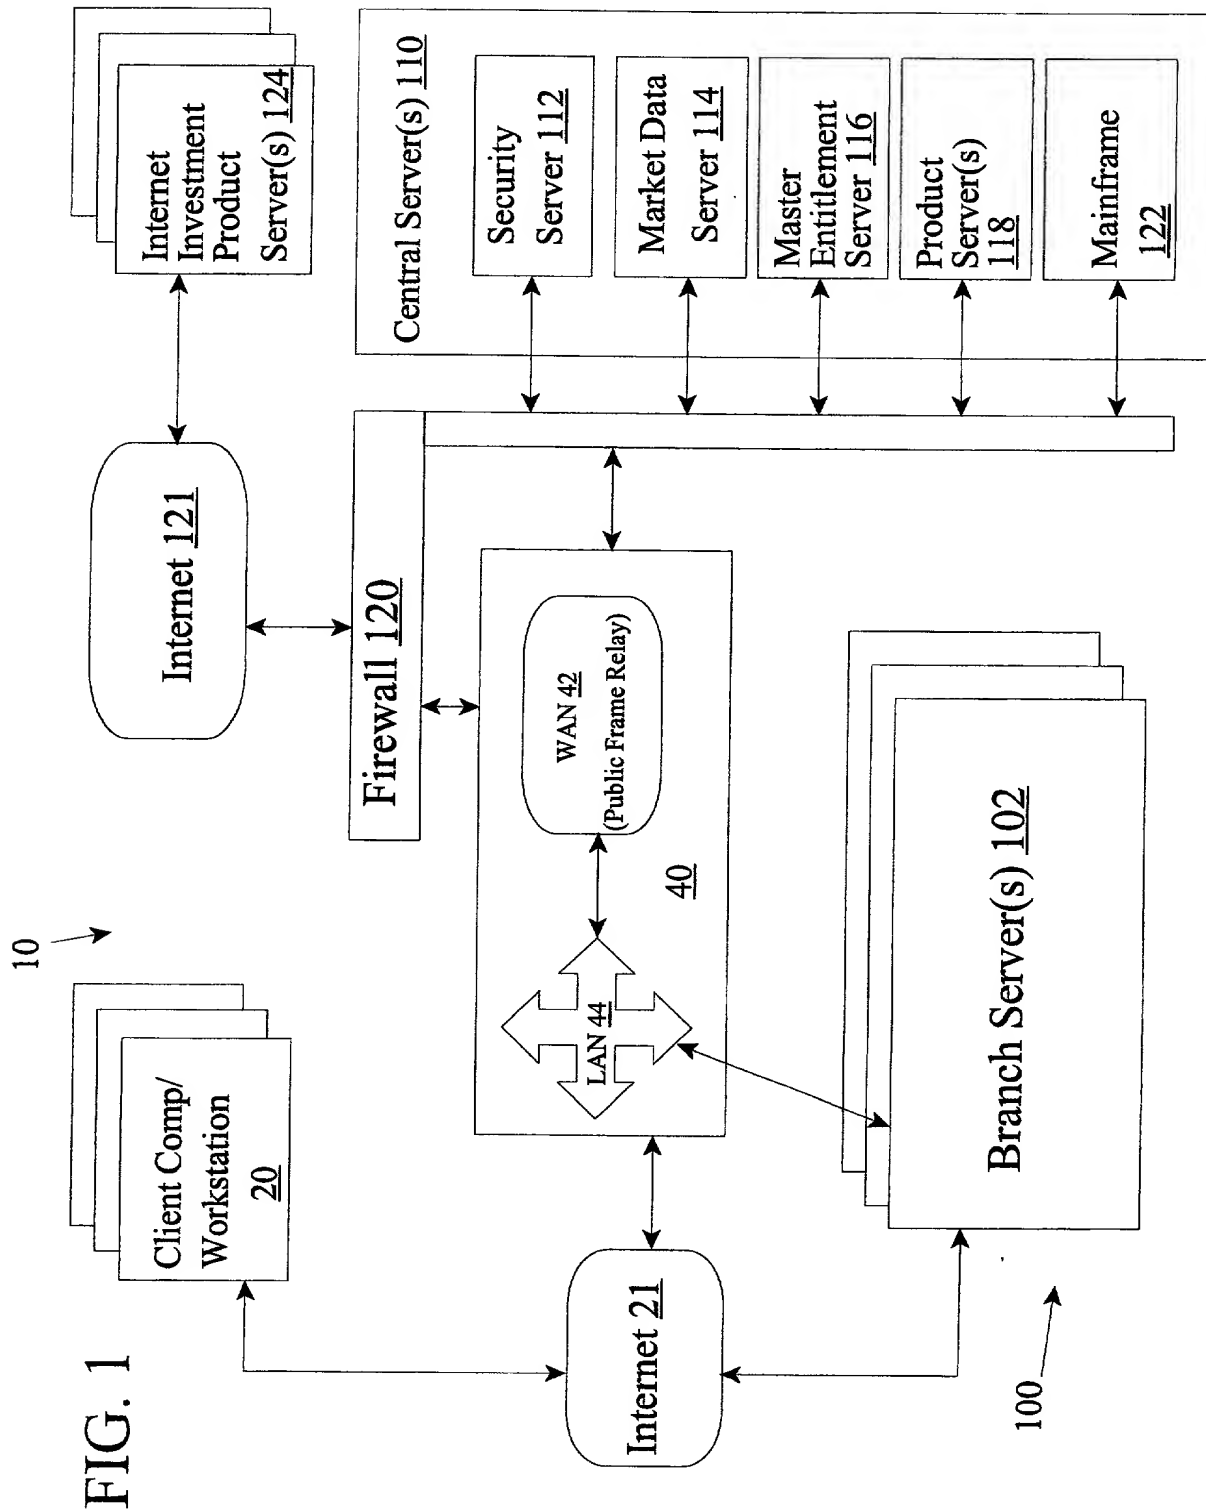 FIG. 1
10
Client Comp/
Workstation
20
Internet 121
Internet
Investment
Product
Server(s) 124
Firewall 120
Central Server(s) 110
Security
Server 112
Market Data
Server 114
Master
Entitlement
Server 116
Product
Server(s)
118
Mainframe
122
Internet 21
LAN 44
WAN 42
(Public Frame Relay)
40
Branch Server(s) 102
100